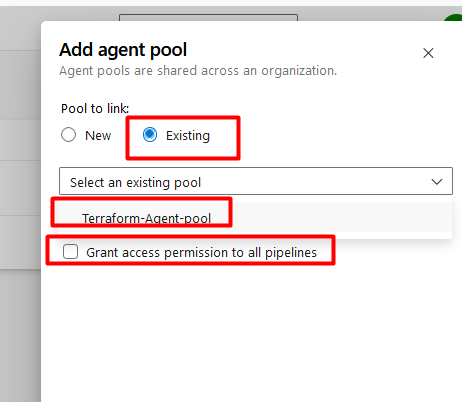 Add agent pool
Agent pools are shared across an organization.
Pool to link:
New
Existing
Select an existing pool
Terraform-Agent-pool
Grant access permission to all pipelines